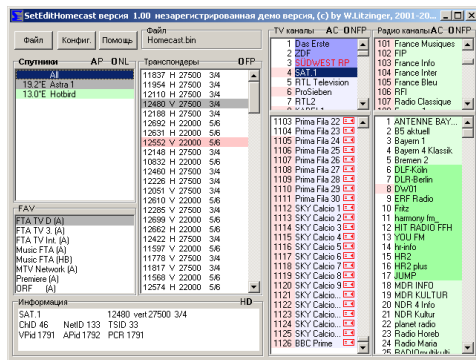 SetEditHomecast версия 1.00 незарегистрированная демо версия, (c) by W.Litzinger, 2001-20...
Файл
Конфиг.
Помощь
Файл
Homecast.bin
Спутники AP - ONL
All
19.2°E Astra 1
13.0°E Hotbird
FAV
FTA TV D (A)
FTA TV 3. (A)
FTA TV Int. (A)
Music FTA (A)
Music FTA (HB)
MTV Network (A)
Premiere (A)
ORF (A)
Транспондеры OFP
11837 H 27500 3/4
11954 H 27500 3/4
12110 H 27500 3/4
12480 V 27500 3/4
12188 H 27500 3/4
12692 H 22000 5/6
12631 H 22000 5/6
12552 V 22000 5/6
12148 H 27500 3/4
10832 H 22000 5/6
12460 H 27500 3/4
12226 H 27500 3/4
12051 V 27500 3/4
12610 V 22000 5/6
12285 V 27500 3/4
12699 V 22000 5/6
12662 H 22000 5/6
12422 H 27500 3/4
11597 V 22000 5/6
11778 V 27500 3/4
11817 V 27500 3/4
11568 V 22000 5/6
12574 H 22000 5/6
Информация HD-
SAT.1 12480 vert 27500 3/4
CND 46 NetID 133 TSID 33
VPid 1791 APid 1792 PCR 1791
TV каналы AC ONFP
1 Das Erste
2 ZDF
3 SÜDWEST RP
4 SAT.1
5 RTL Television
6 ProSieben
7 RTL2
8 KABEL1
1103 Prima Fila 22
1104 Prima Fila 23
1105 Prima Fila 24
1106 Prima Fila 25
1107 Prima Fila 26
1108 Prima Fila 27
1109 Prima Fila 28
1110 Prima Fila 29
1111 Prima Fila 30
1112 SKY Calcio 1
1113 SKY Calcio 2
1114 SKY Calcio 3
1115 SKY Calcio 4
1116 SKY Calcio 5
1117 SKY Calcio 6
1118 SKY Calcio 7
1119 SKY Calcio 8
1120 SKY Calcio 9
1121 SKY Calcio...
1122 SKY Calcio...
1123 SKY Calcio...
1124 SKY Calcio...
1125 SKY Calcio...
1126 BBC Prime
Радио каналы AC ONFP
101 France Musiques
102 FIP
103 France Info
104 France Inter
105 France Bleu
106 RFI
107 Radio Classique
1 ANTENNE BAY...
2 B5 aktuell
3 Bayern 1
4 Bayern 4 Klassik
5 Bremen 2
6 DLF-Köln
7 DLR-Berlin
8 DW01
9 ERF Radio
10 Fritz
11 harmony fm_
12 HIT RADIO FFH
13 YOU FM
14 hr-info
15 HR2
16 HR2 plus
17 JUMP
18 MDR INFO
19 MDR KULTUR
20 NDR 4 Info
21 NDR Kultur
22 planet radio
23 Radio Horeb
24 Radio Maria
25 RADIOmultikulti